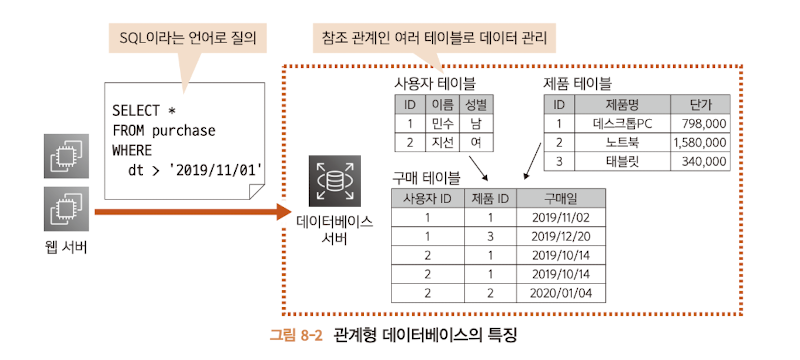 SQL이라는 언어로 질의
참조 관계인 여러 테이블로 데이터 관리
SELECT *
FROM purchase
WHERE
dt > '2019/11/01'
웹 서버
데이터베이스
서버
사용자 테이블
ID 이름 성별
1 민수 남
2 지선 여
제품 테이블
ID 제품명 단가
1 데스크톱PC 798,000
2 노트북 1,580,000
3 태블릿 340,000
구매 테이블
사용자 ID 제품 ID 구매일
1 1 2019/11/02
1 3 2019/12/20
2 1 2019/10/14
2 1 2019/10/14
2 2 2020/01/04
그림 8-2 관계형 데이터베이스의 특징